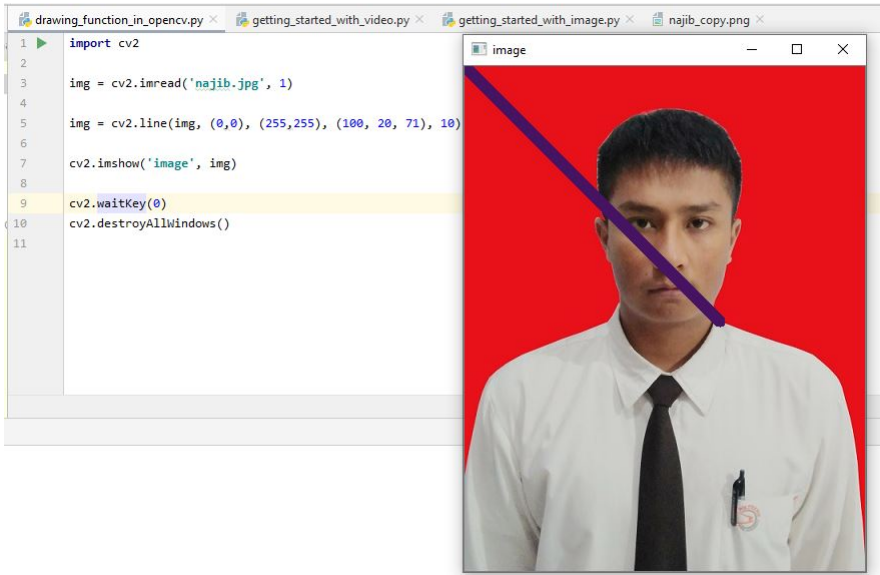 drawing_function_in_opencv.py getting_started_with_video.py getting_started_with_image.py najib_copy.png
1 import cv2
2
3 img = cv2.imread('najib.jpg', 1)
4
5 img = cv2.line(img, (0,0), (255,255), (100, 20, 71), 10)
6
7 cv2.imshow('image', img)
8
9 cv2.waitKey(0)
10 cv2.destroyAllWindows()
11
image